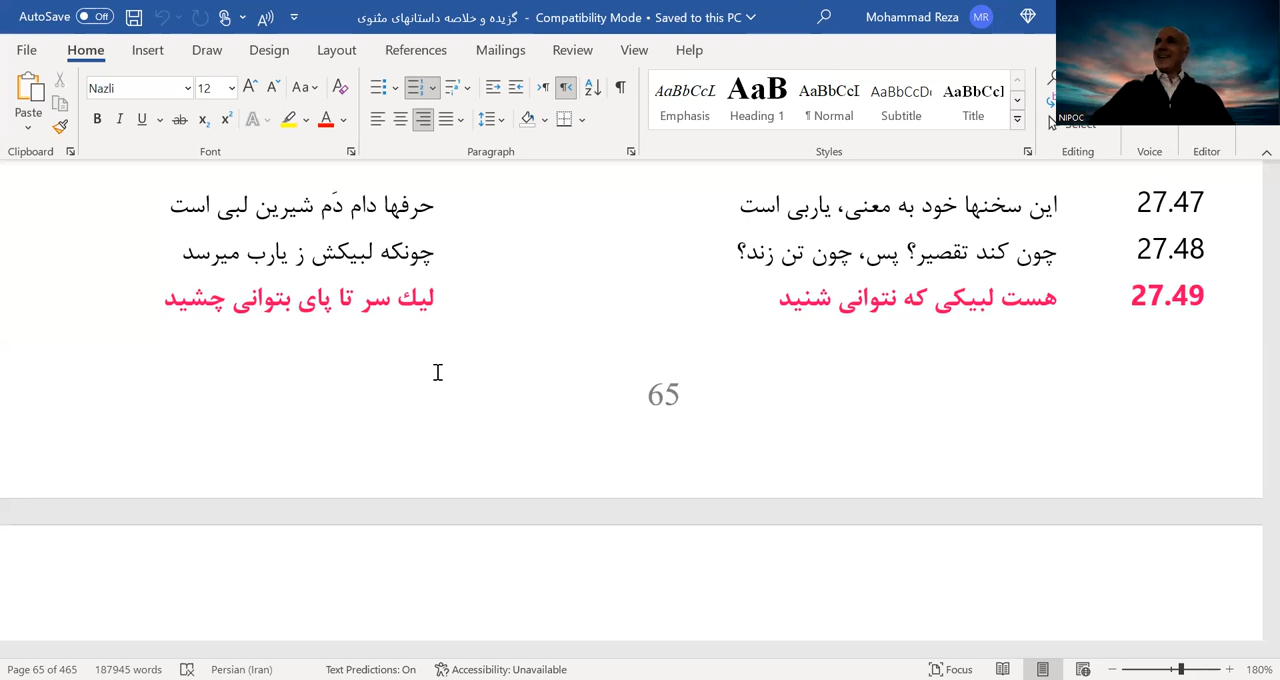 AutoSave Off گزیده و خلاصه داستانهای مثنوی - Compatibility Mode • Saved to this PC Mohammad Reza MR
File Home Insert Draw Design Layout References Mailings Review View Help
Nazli 12 Aa
Paste
AaBbCcL AaB AaBbCcI AaBbCcD AaBbCc]
Emphasis Heading 1 ¶ Normal Subtitle Title
NIPOC
Select
Clipboard Font Paragraph Styles Editing Voice Editor
27.47 این سخنها خود به معنی، یاربی است حرفها دام دَم شیرین لبی است
27.48 چون کند تقصیر؟ پس، چون تن زند؟ چونکه لبیکش ز یارب میرسد
27.49 هست لبیکی که نتوانی شنید لیك سر تا پای بتوانی چشید
65
Page 65 of 465 187945 words Persian (Iran) Text Predictions: On Accessibility: Unavailable Focus 180%